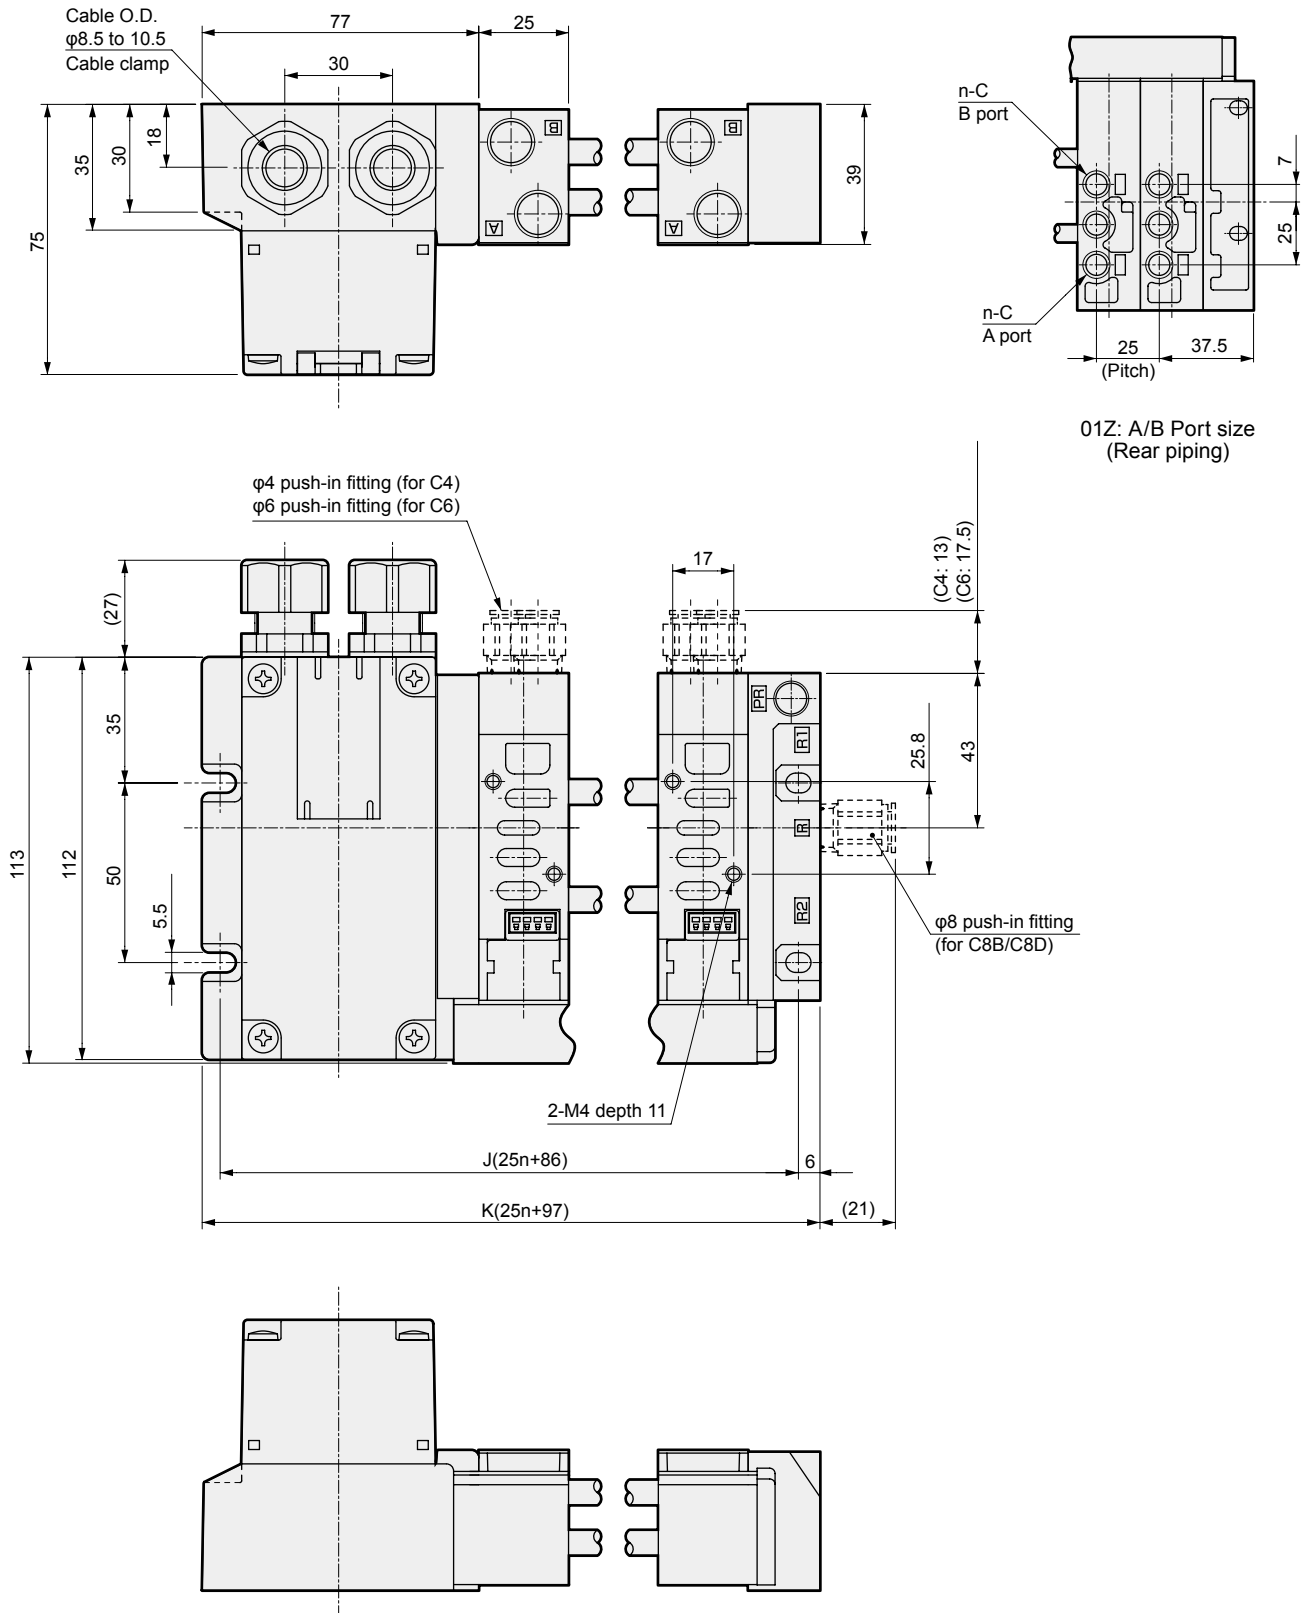 Cable O.D.
φ8.5 to 10.5
Cable clamp
77
25
30
18
30
35
75
B
A
B
A
39
n-C
B port
7
25
n-C
A port
25
(Pitch)
37.5
01Z: A/B Port size
(Rear piping)
φ4 push-in fitting (for C4)
φ6 push-in fitting (for C6)
17
(C4: 13)
(C6: 17.5)
(27)
35
50
5.5
112
113
PR
R1
R
R2
25.8
43
φ8 push-in fitting
(for C8B/C8D)
2-M4 depth 11
J(25n+86)
6
K(25n+97)
(21)